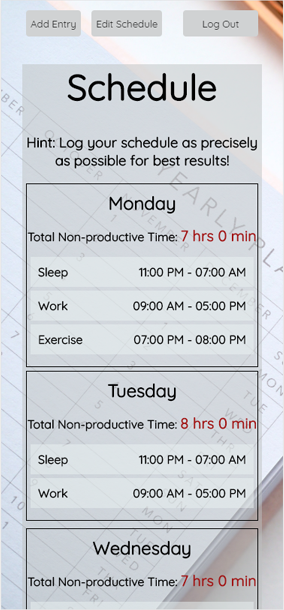 Add Entry Edit Schedule Log Out
Schedule
Hint: Log your schedule as precisely
as possible for best results!
Monday
Total Non-productive Time: 7 hrs 0 min
Sleep 11:00 PM - 07:00 AM
Work 09:00 AM - 05:00 PM
Exercise 07:00 PM - 08:00 PM
Tuesday
Total Non-productive Time: 8 hrs 0 min
Sleep 11:00 PM - 07:00 AM
Work 09:00 AM - 05:00 PM
Wednesday
Total Non-productive Time: 7 hrs 0 min
YEARLY